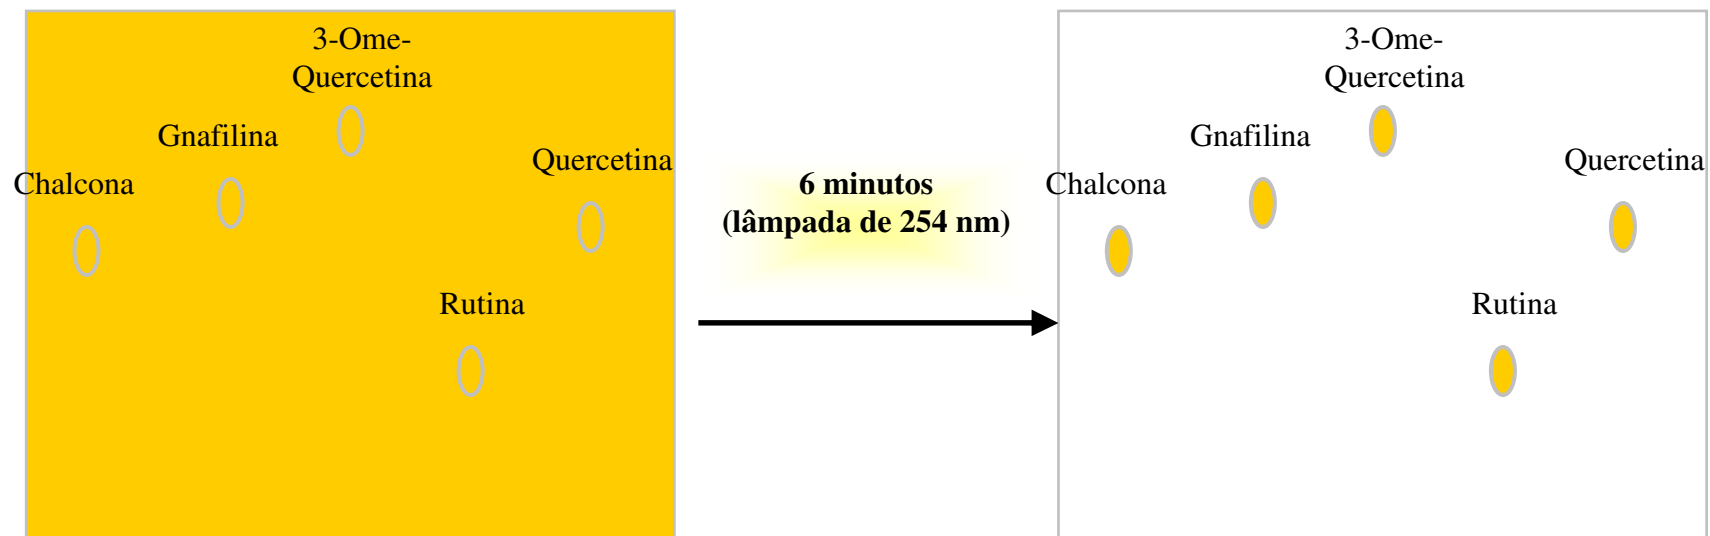 3-Ome-
Quercetina
Gnafilina
Quercetina
Chalcona
Rutina
6 minutos
(lâmpada de 254 nm)
3-Ome-
Quercetina
Gnafilina
Quercetina
Chalcona
Rutina